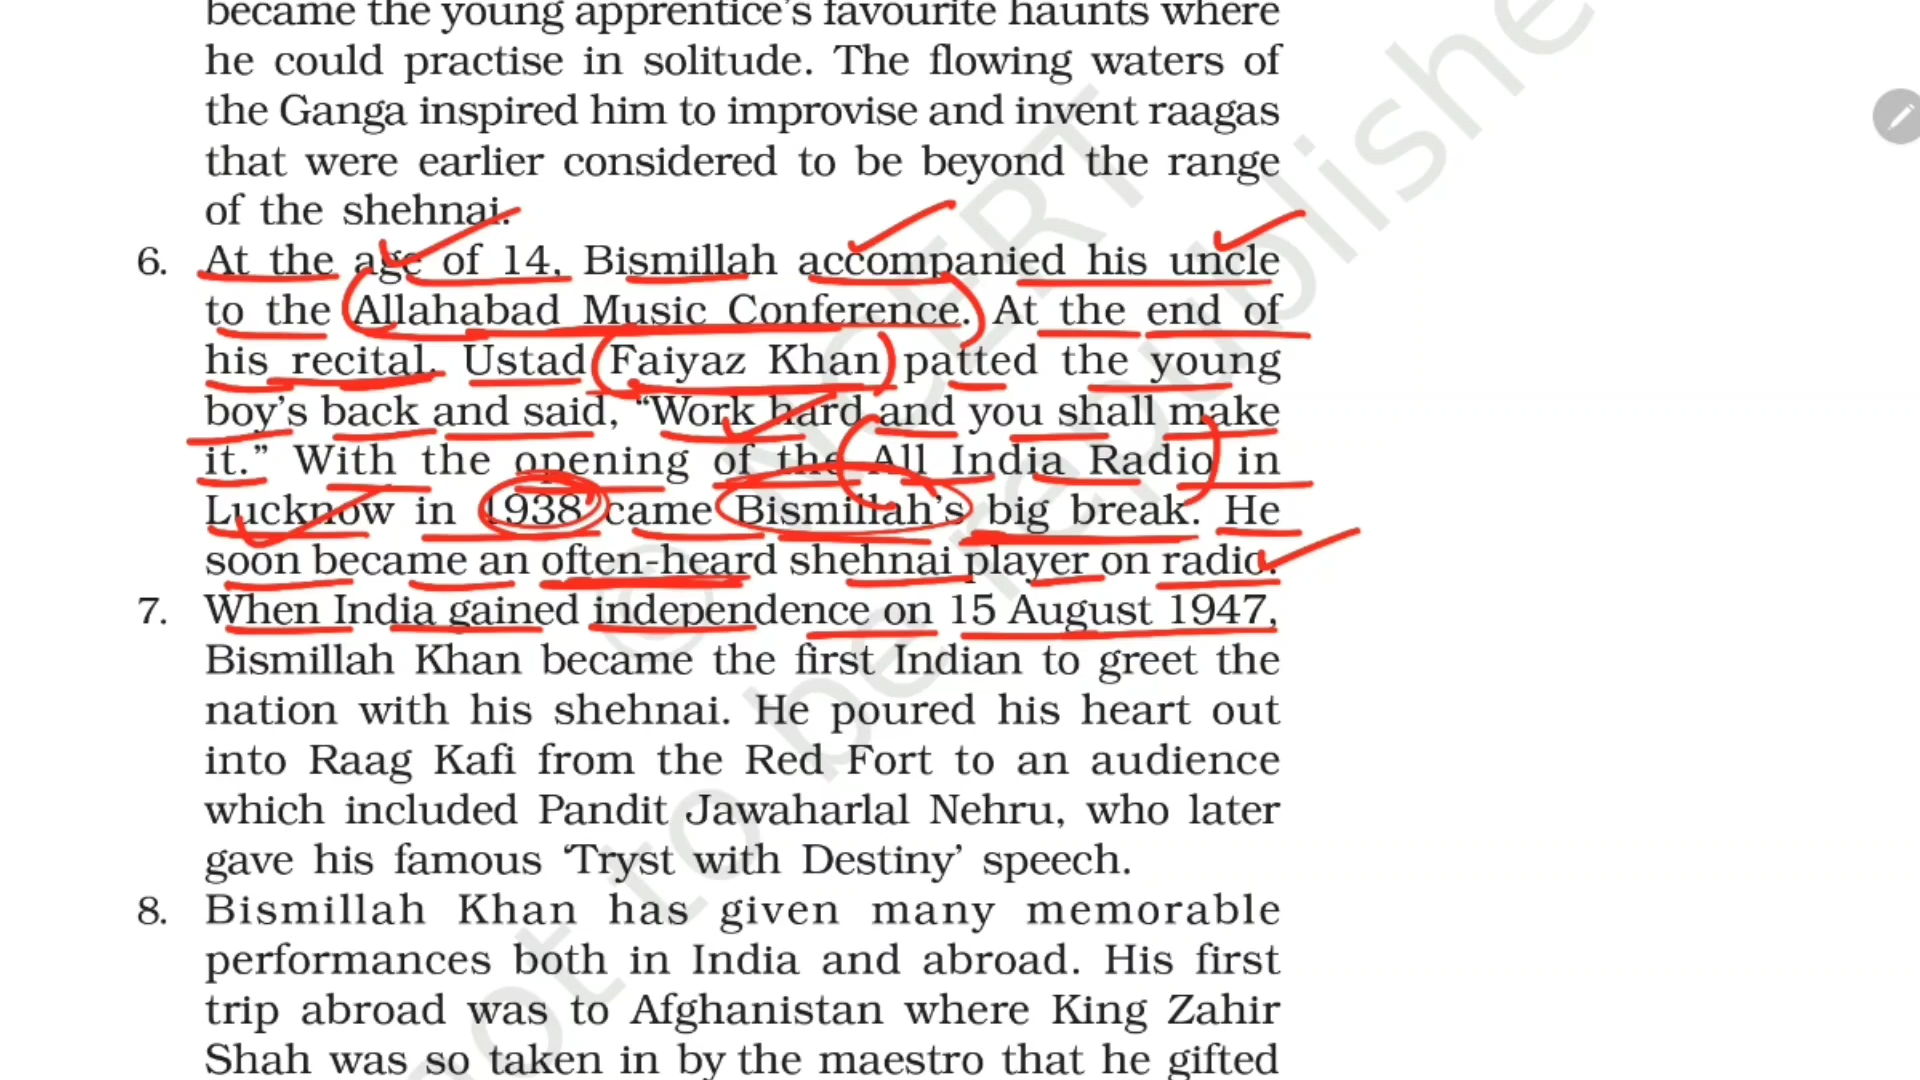 became the young apprentice's favourite haunts where
he could practise in solitude. The flowing waters of
the Ganga inspired him to improvise and invent raagas
that were earlier considered to be beyond the range
of the shehnai.
6. At the age of 14, Bismillah accompanied his uncle
to the Allahabad Music Conference. At the end of
his recital, Ustad Faiyaz Khan patted the young
boy's back and said, “Work hard and you shall make
it.” With the opening of the All India Radio in
Lucknow in 1938 came Bismillah's big break. He
soon became an often-heard shehnai player on radio.
7. When India gained independence on 15 August 1947,
Bismillah Khan became the first Indian to greet the
nation with his shehnai. He poured his heart out
into Raag Kafi from the Red Fort to an audience
which included Pandit Jawaharlal Nehru, who later
gave his famous ‘Tryst with Destiny’ speech.
8. Bismillah Khan has given many memorable
performances both in India and abroad. His first
trip abroad was to Afghanistan where King Zahir
Shah was so taken in by the maestro that he gifted
© NCERT
not to be republishe